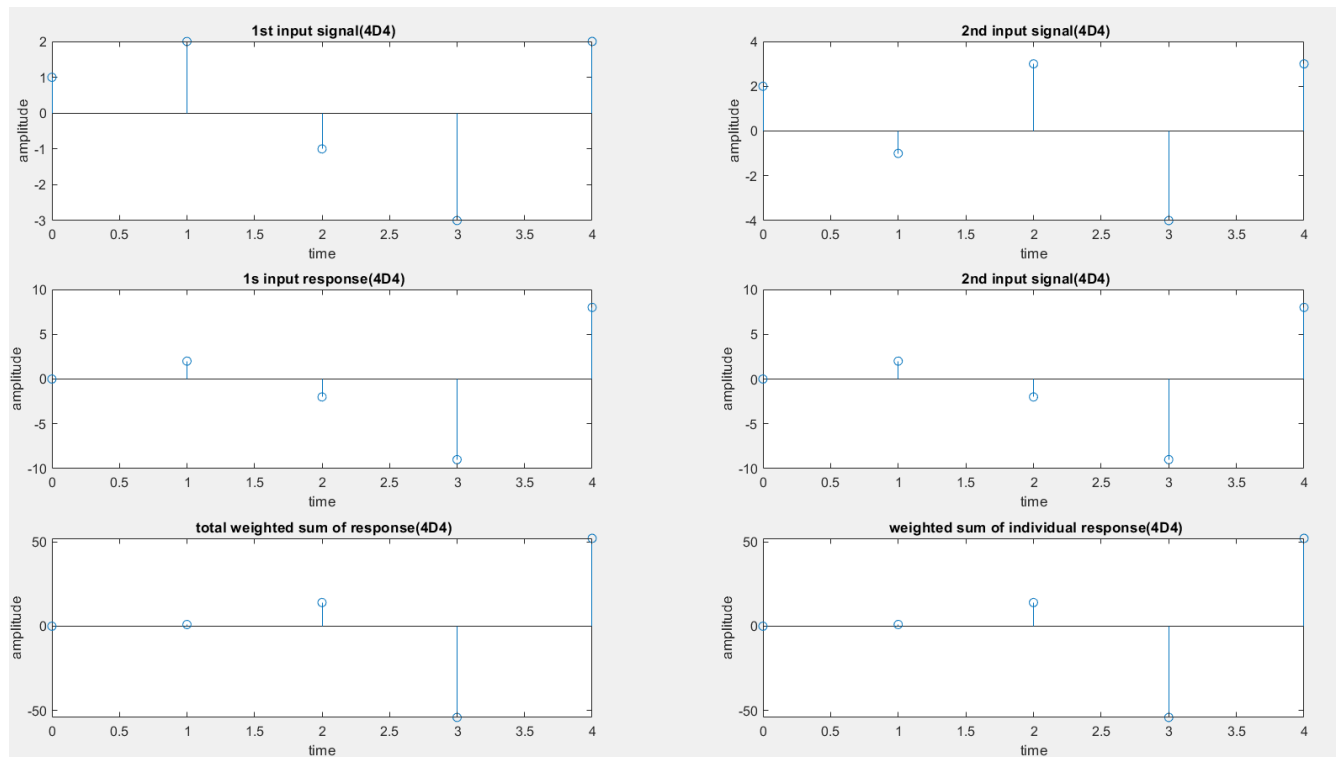 1st input signal(4D4)
amplitude
2
1
0
-1
-2
-3
0 0.5 1 1.5 2 2.5 3 3.5 4
time
2nd input signal(4D4)
amplitude
4
2
0
-2
-4
0 0.5 1 1.5 2 2.5 3 3.5 4
time
1s input response(4D4)
amplitude
10
5
0
-5
-10
0 0.5 1 1.5 2 2.5 3 3.5 4
time
2nd input signal(4D4)
amplitude
10
5
0
-5
-10
0 0.5 1 1.5 2 2.5 3 3.5 4
time
total weighted sum of response(4D4)
amplitude
50
0
-50
0 0.5 1 1.5 2 2.5 3 3.5 4
time
weighted sum of individual response(4D4)
amplitude
50
0
-50
0 0.5 1 1.5 2 2.5 3 3.5 4
time